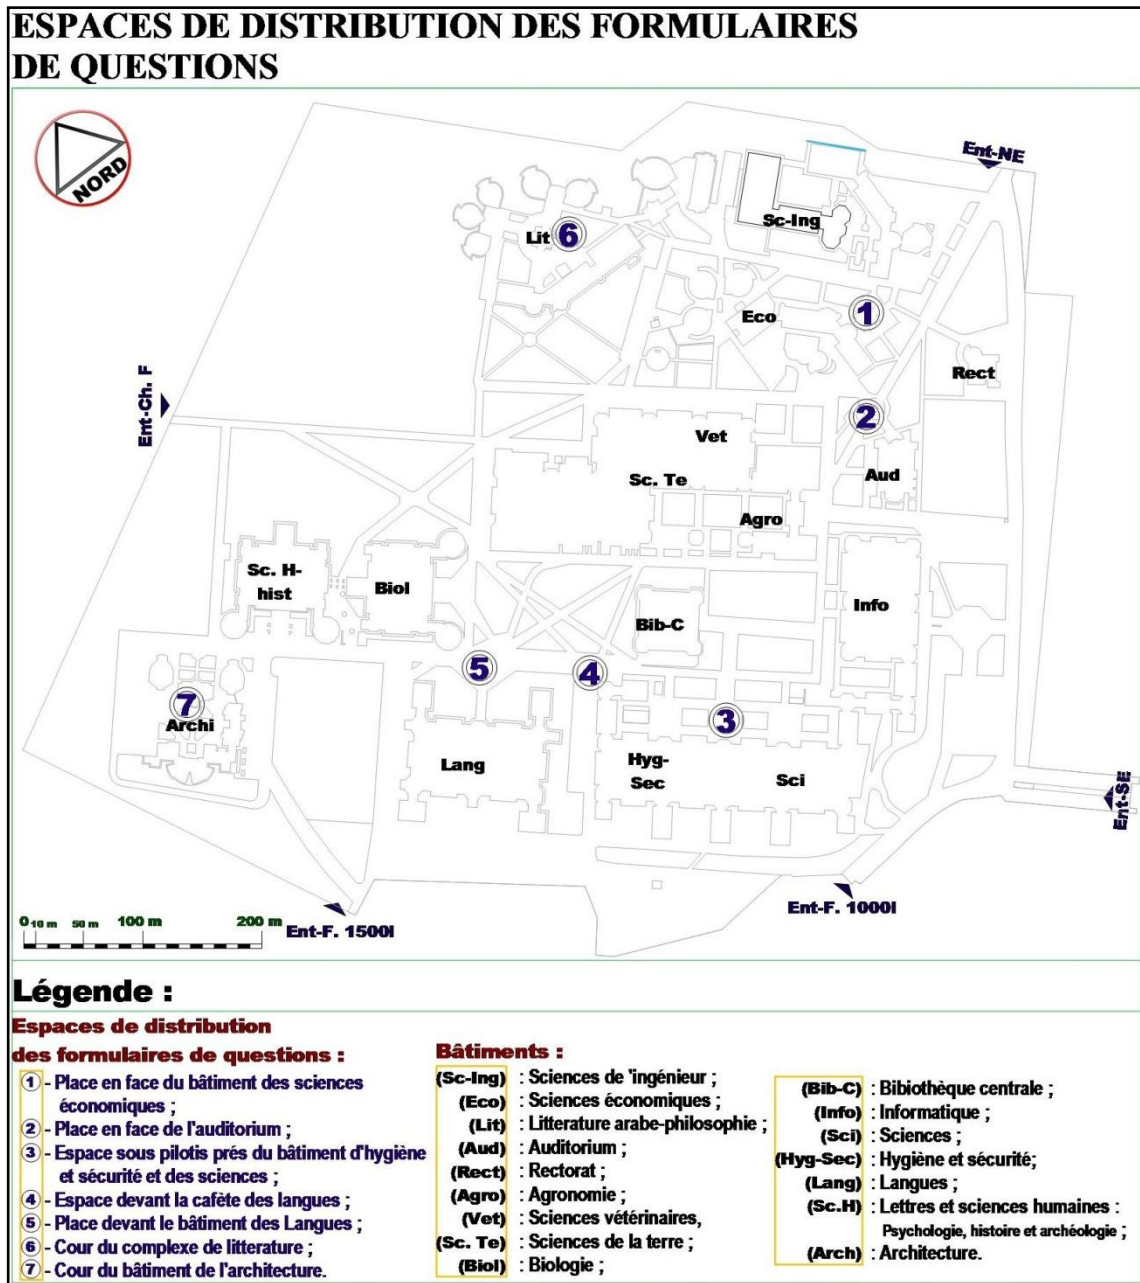 ESPACES DE DISTRIBUTION DES FORMULAIRES
DE QUESTIONS
NORD
Ent-NE
Sc-Ing
Lit
6
Eco
1
Rect
Ent-Ch. F
2
Vet
Aud
Sc. Te
Agro
Sc. H-
hist
Biol
Info
Bib-C
5
4
7
Archi
3
Lang
Hyg-
Sec
Sci
Ent-SE
Ent-F. 1000l
Ent-F. 1500l
0 10 m 50 m 100 m 200 m
Légende :
Espaces de distribution
des formulaires de questions :
1 - Place en face du bâtiment des sciences
économiques ;
2 - Place en face de l'auditorium ;
3 - Espace sous pilotis prés du bâtiment d'hygiène
et sécurité et des sciences ;
4 - Espace devant la cafète des langues ;
5 - Place devant le bâtiment des Langues ;
6 - Cour du complexe de litterature ;
7 - Cour du bâtiment de l'architecture.
Bâtiments :
(Sc-Ing) : Sciences de 'ingénieur ;
(Eco) : Sciences économiques ;
(Lit) : Litterature arabe-philosophie ;
(Aud) : Auditorium ;
(Rect) : Rectorat ;
(Agro) : Agronomie ;
(Vet) : Sciences vétérinaires,
(Sc. Te) : Sciences de la terre ;
(Biol) : Biologie ;
(Bib-C) : Bibiothèque centrale ;
(Info) : Informatique ;
(Sci) : Sciences ;
(Hyg-Sec) : Hygiène et sécurité;
(Lang) : Langues ;
(Sc.H) : Lettres et sciences humaines :
Psychologie, histoire et archéologie ;
(Arch) : Architecture.